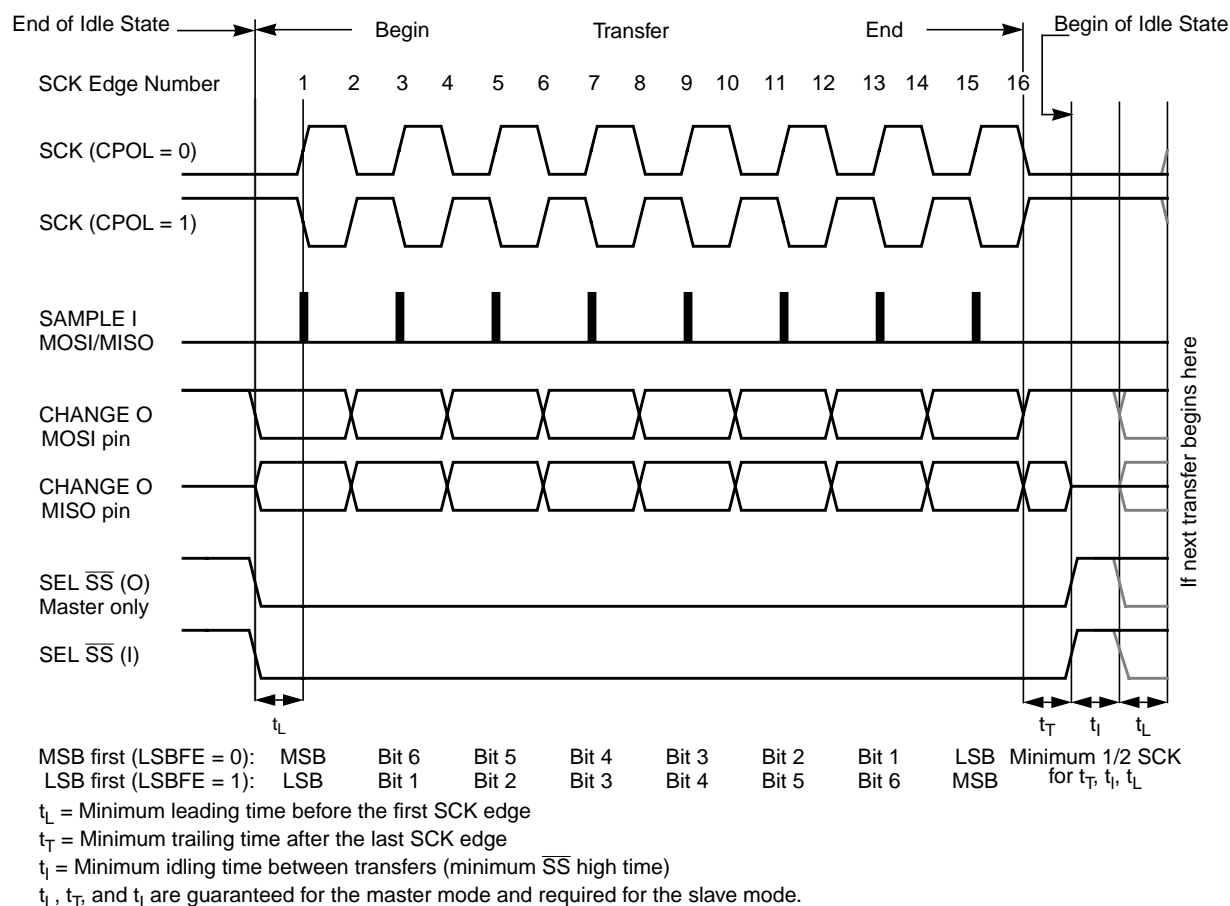 End of Idle State
Begin
Transfer
End
Begin of Idle State
SCK Edge Number
1 2 3 4 5 6 7 8 9 10 11 12 13 14 15 16
SCK (CPOL = 0)
SCK (CPOL = 1)
SAMPLE I
MOSI/MISO
CHANGE O
MOSI pin
CHANGE O
MISO pin
SEL SS (O)
Master only
SEL SS (I)
If next transfer begins here
tL
tT tI tL
MSB first (LSBFE = 0): MSB Bit 6 Bit 5 Bit 4 Bit 3 Bit 2 Bit 1 LSB Minimum 1/2 SCK
LSB first (LSBFE = 1): LSB Bit 1 Bit 2 Bit 3 Bit 4 Bit 5 Bit 6 MSB for tT, tI, tL
tL = Minimum leading time before the first SCK edge
tT = Minimum trailing time after the last SCK edge
tI = Minimum idling time between transfers (minimum SS high time)
tL, tT, and tI are guaranteed for the master mode and required for the slave mode.